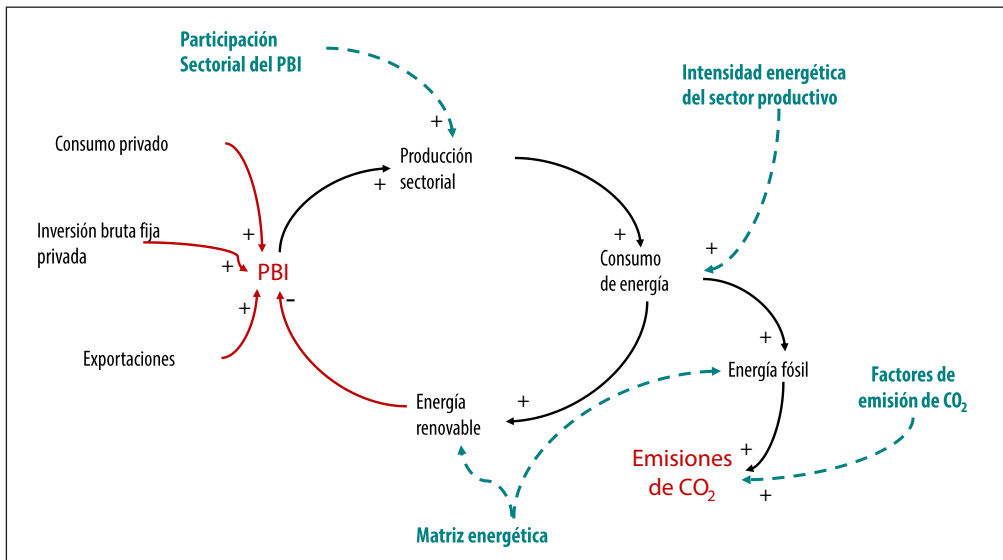 Participación
Sectorial del PBI
Intensidad energética
del sector productivo
+
Consumo privado
Producción
sectorial
+
Inversión bruta fija
privada
+
+
+
Consumo
de energía
+
+
PBI
-
+
Exportaciones
+
Energía fósil
Factores de
emisión de CO₂
Energía
renovable
+
Emisiones
de CO₂
+
+
Matriz energética